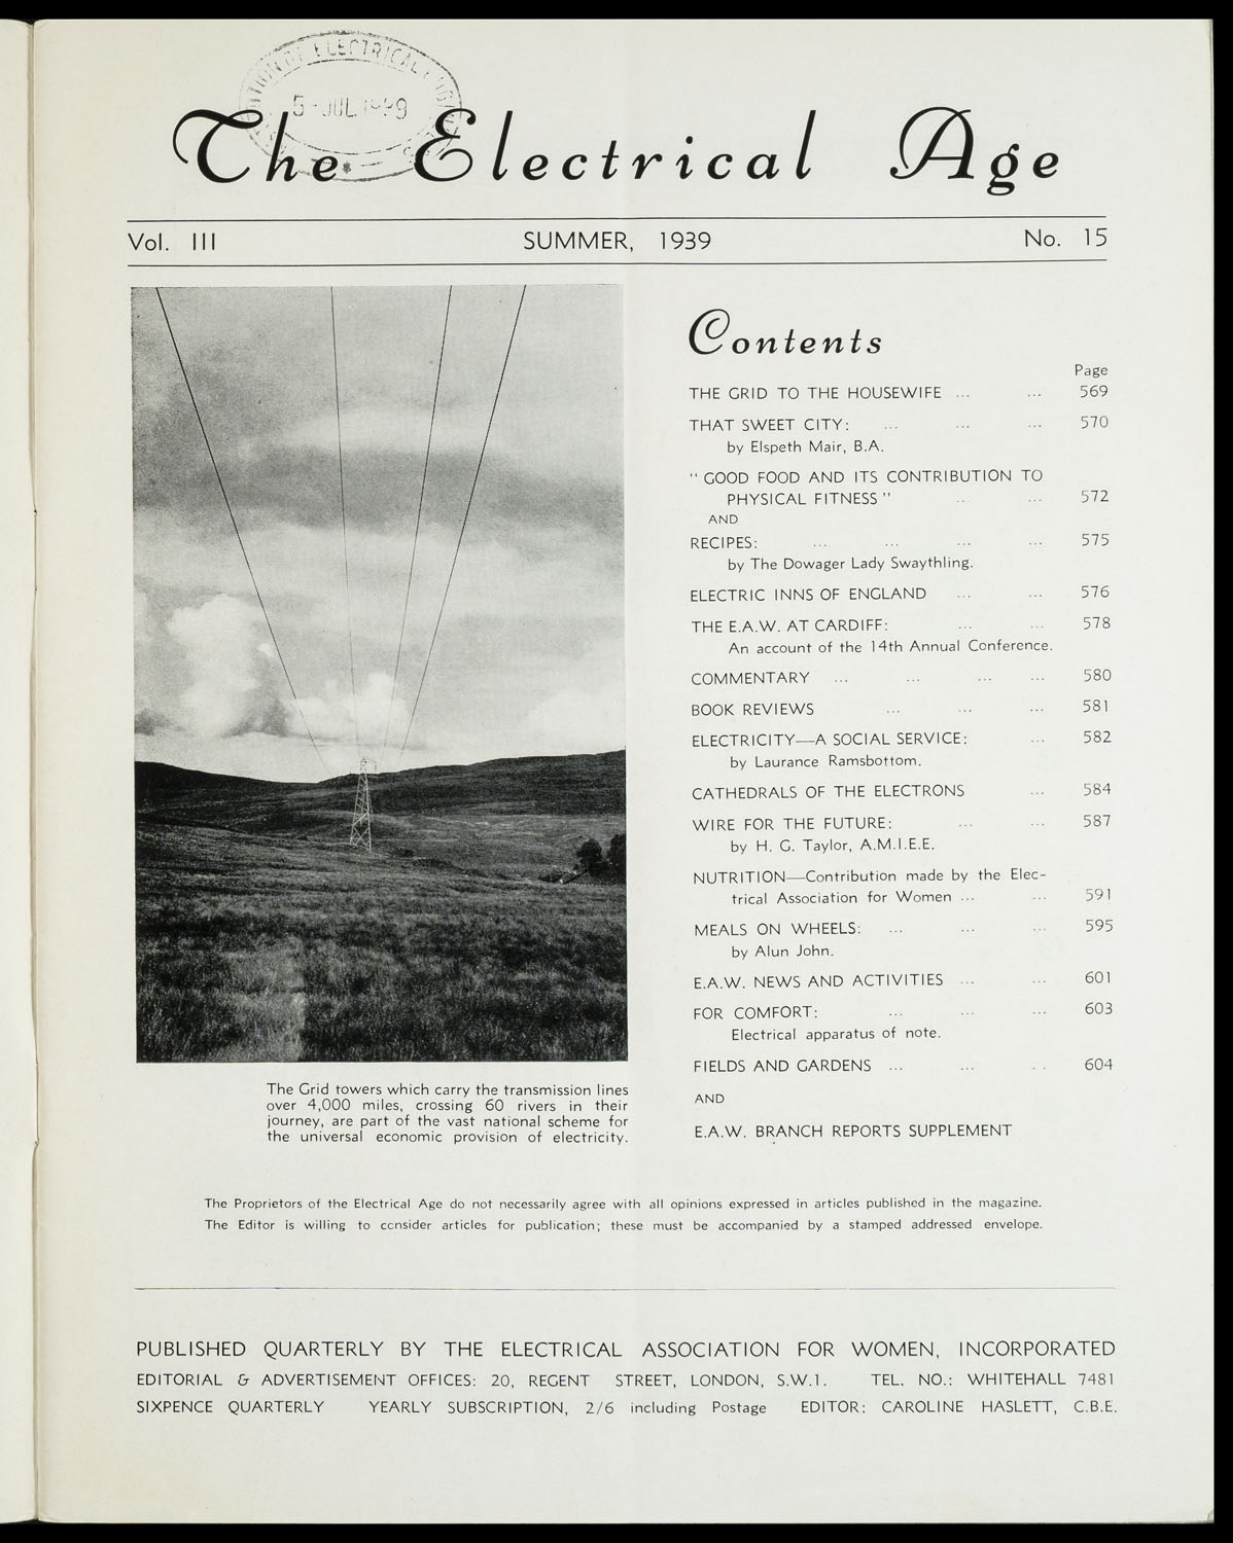 ELECTRICAL
5 - JUL. 1939
The Electrical Age
Vol. III SUMMER, 1939 No. 15
Contents
Page
THE GRID TO THE HOUSEWIFE ... ... 569
THAT SWEET CITY: ... ... ... 570
by Elspeth Mair, B.A.
" GOOD FOOD AND ITS CONTRIBUTION TO
PHYSICAL FITNESS " .. ... 572
AND
RECIPES: ... ... ... ... 575
by The Dowager Lady Swaythling.
ELECTRIC INNS OF ENGLAND ... ... 576
THE E.A.W. AT CARDIFF: ... ... 578
An account of the 14th Annual Conference.
COMMENTARY ... ... ... ... 580
BOOK REVIEWS ... ... ... 581
ELECTRICITY—A SOCIAL SERVICE: ... 582
by Laurance Ramsbottom.
CATHEDRALS OF THE ELECTRONS ... 584
WIRE FOR THE FUTURE: ... ... 587
by H. G. Taylor, A.M.I.E.E.
NUTRITION—Contribution made by the Elec-
trical Association for Women ... ... 591
MEALS ON WHEELS: ... ... ... 595
by Alun John.
E.A.W. NEWS AND ACTIVITIES ... ... 601
FOR COMFORT: ... ... ... 603
Electrical apparatus of note.
FIELDS AND GARDENS ... ... . . 604
AND
E.A.W. BRANCH REPORTS SUPPLEMENT
The Grid towers which carry the transmission lines
over 4,000 miles, crossing 60 rivers in their
journey, are part of the vast national scheme for
the universal economic provision of electricity.
The Proprietors of the Electrical Age do not necessarily agree with all opinions expressed in articles published in the magazine.
The Editor is willing to ccnsider articles for publication; these must be accompanied by a stamped addressed envelope.
PUBLISHED QUARTERLY BY THE ELECTRICAL ASSOCIATION FOR WOMEN, INCORPORATED
EDITORIAL & ADVERTISEMENT OFFICES: 20, REGENT STREET, LONDON, S.W.1. TEL. NO.: WHITEHALL 7481
SIXPENCE QUARTERLY YEARLY SUBSCRIPTION, 2/6 including Postage EDITOR: CAROLINE HASLETT, C.B.E.